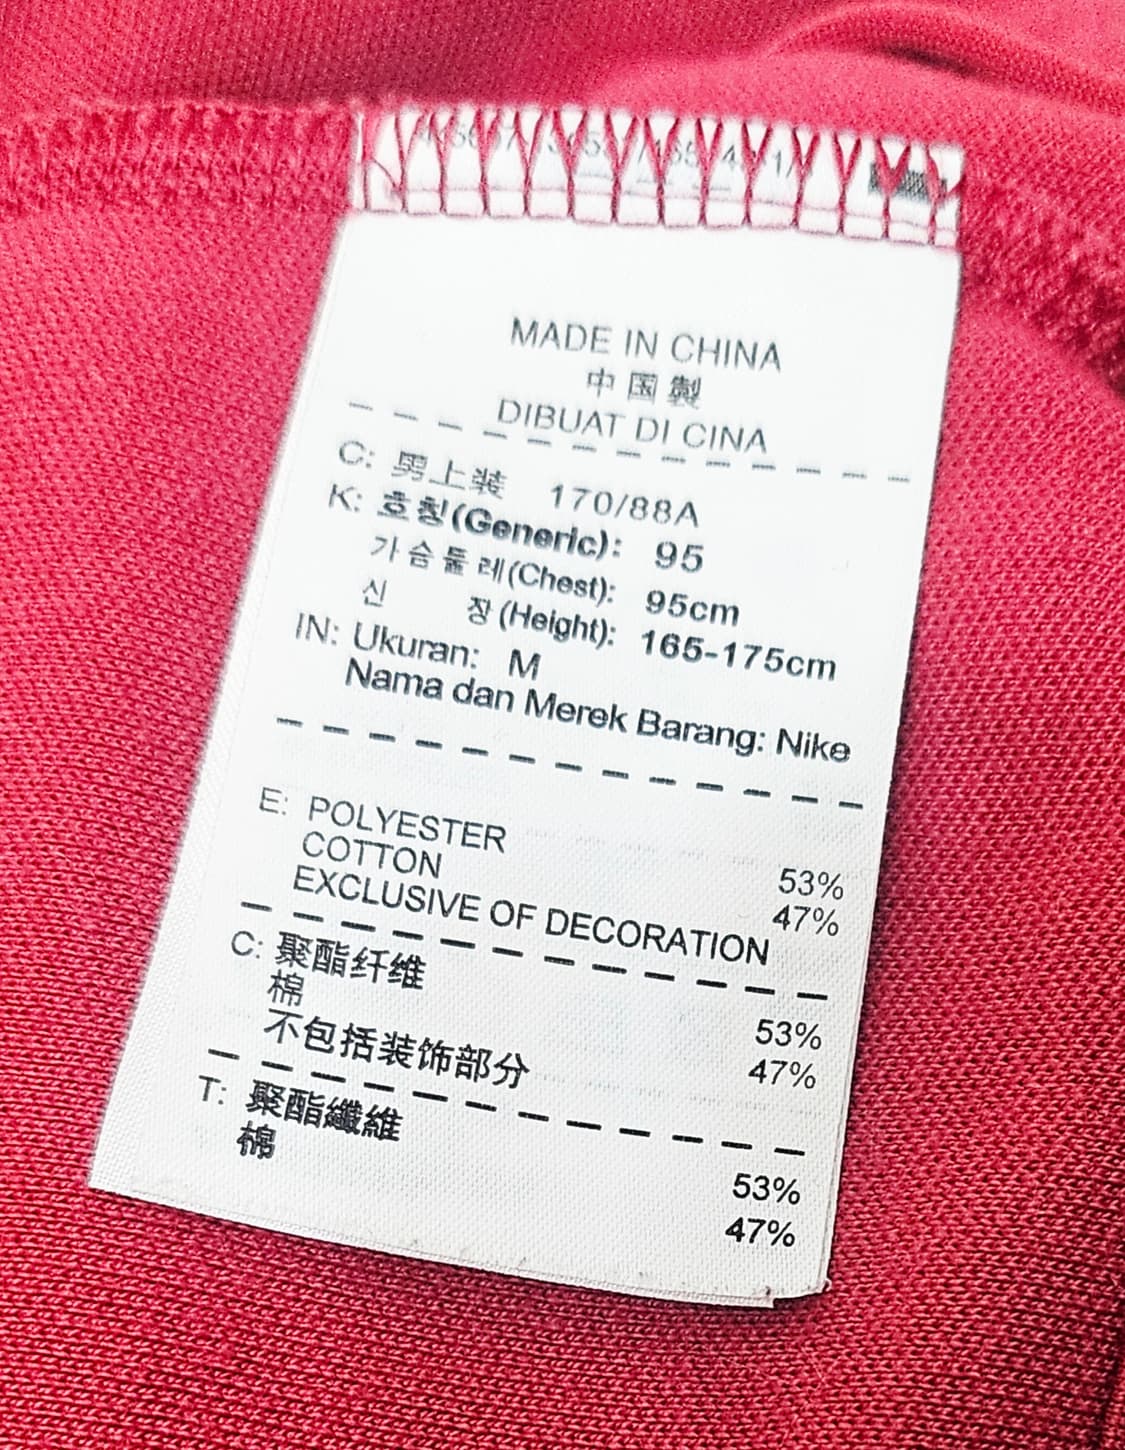 MADE IN CHINA
中国製
DIBUAT DI CINA
C: 男上装 170/88A
K: 호칭(Generic): 95
가슴둘레(Chest): 95cm
신 장(Height): 165-175cm
IN: Ukuran: M
Nama dan Merek Barang: Nike
E: POLYESTER 53%
COTTON 47%
EXCLUSIVE OF DECORATION
C: 聚酯纤维 53%
棉 47%
不包括装饰部分
T: 聚酯纖維 53%
棉 47%